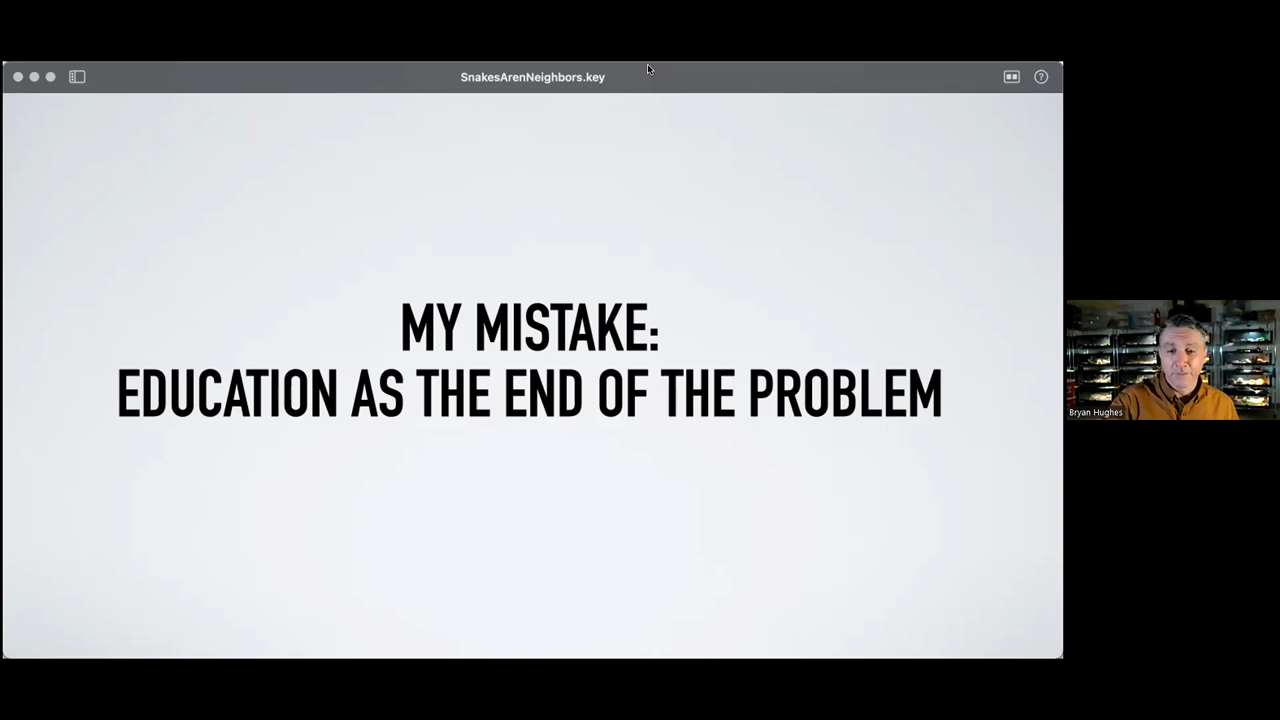 SnakesArenNeighbors.key
MY MISTAKE:
EDUCATION AS THE END OF THE PROBLEM
Bryan Hughes